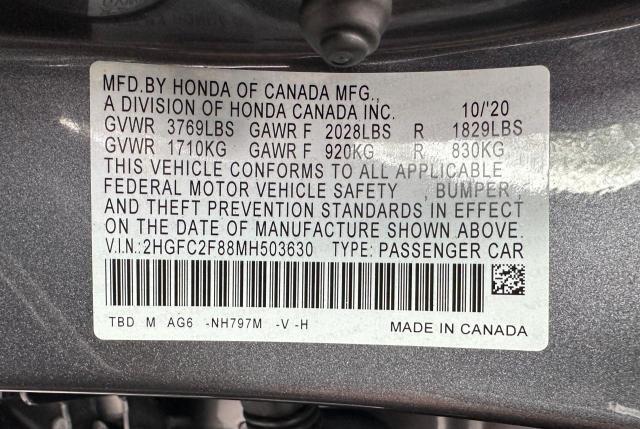 MFD.BY HONDA OF CANADA MFG.,
A DIVISION OF HONDA CANADA INC. 10/'20
GVWR 3769LBS GAWR F 2028LBS R 1829LBS
GVWR 1710KG GAWR F 920KG R 830KG
THIS VEHICLE CONFORMS TO ALL APPLICABLE
FEDERAL MOTOR VEHICLE SAFETY , BUMPER ,
AND THEFT PREVENTION STANDARDS IN EFFECT
ON THE DATE OF MANUFACTURE SHOWN ABOVE.
V.I.N.:2HGFC2F88MH503630 TYPE: PASSENGER CAR
TBD M AG6 -NH797M -V -H MADE IN CANADA